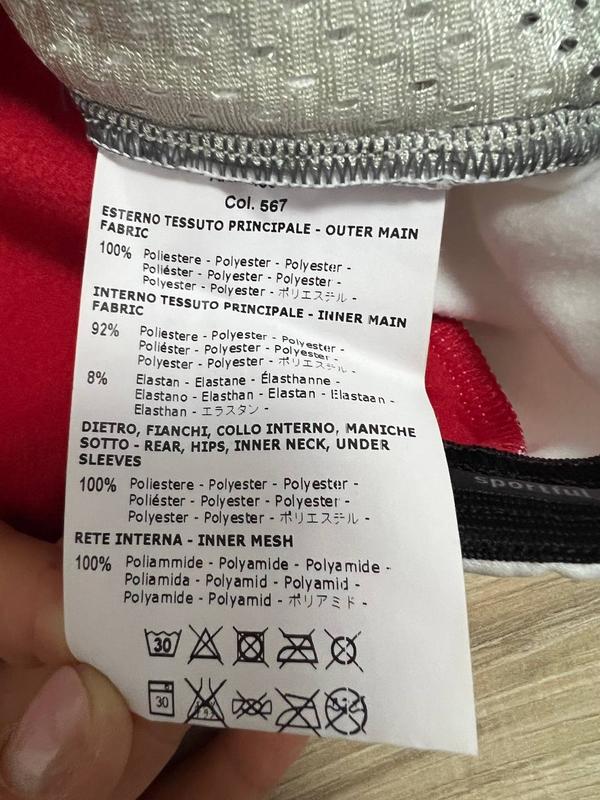 Col. 567
ESTERNO TESSUTO PRINCIPALE - OUTER MAIN
FABRIC
100% Poliestere - Polyester - Polyester -
Poliéster - Polyester - Polyester -
Polyester - Polyester - ポリエステル -
INTERNO TESSUTO PRINCIPALE - INNER MAIN
FABRIC
92% Poliestere - Polyester - Polyester -
Poliéster - Polyester - Polyester -
Polyester - Polyester - ポリエステル -
8% Elastan - Elastane - Élasthanne -
Elastano - Elasthan - Elastan - Elastaan -
Elasthan - エラスタン -
DIETRO, FIANCHI, COLLO INTERNO, MANICHE
SOTTO - REAR, HIPS, INNER NECK, UNDER
SLEEVES
100% Poliestere - Polyester - Polyester -
Poliéster - Polyester - Polyester -
Polyester - Polyester - ポリエステル -
RETE INTERNA - INNER MESH
100% Poliammide - Polyamide - Polyamide -
Poliamida - Polyamid - Polyamid -
Polyamide - Polyamid - ポリアミド -
30
30
sportful